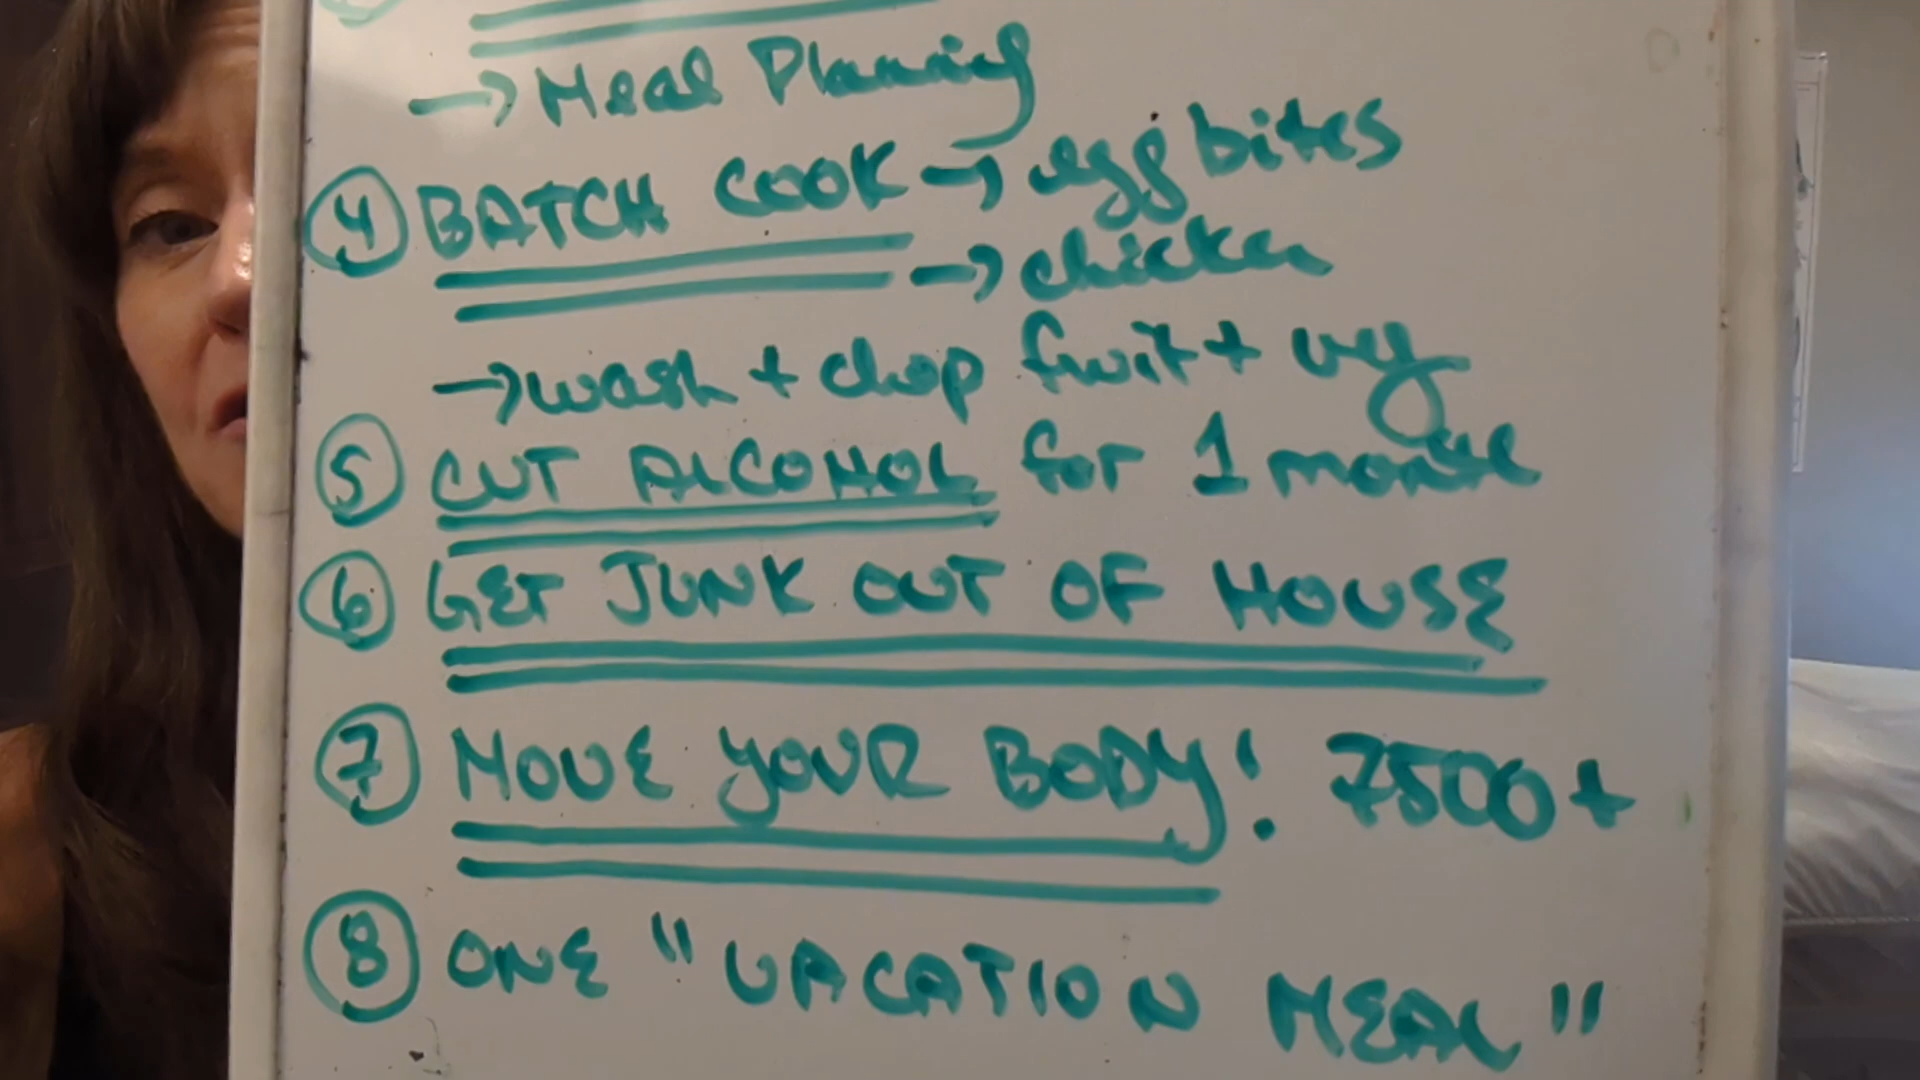 → Meal Planning
④ BATCH COOK → egg bites
→ chicken
→ wash + chop fruit + veg
⑤ CUT ALCOHOL for 1 month
⑥ GET JUNK OUT OF HOUSE
⑦ MOVE YOUR BODY! 7500+
⑧ ONE "VACATION MEAL"